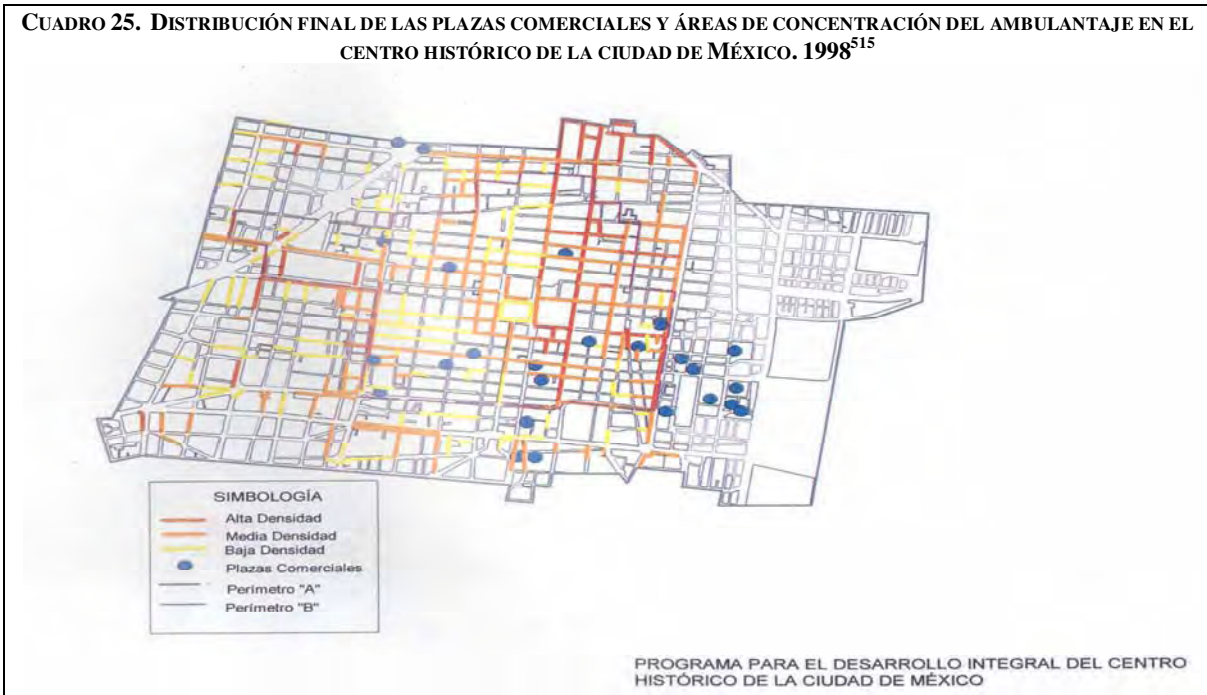 CUADRO 25. DISTRIBUCIÓN FINAL DE LAS PLAZAS COMERCIALES Y ÁREAS DE CONCENTRACIÓN DEL AMBULANTAJE EN EL
CENTRO HISTÓRICO DE LA CIUDAD DE MÉXICO. 1998515
SIMBOLOGÍA
Alta Densidad
Media Densidad
Baja Densidad
Plazas Comerciales
Perímetro "A"
Perímetro "B"
PROGRAMA PARA EL DESARROLLO INTEGRAL DEL CENTRO
HISTÓRICO DE LA CIUDAD DE MÉXICO